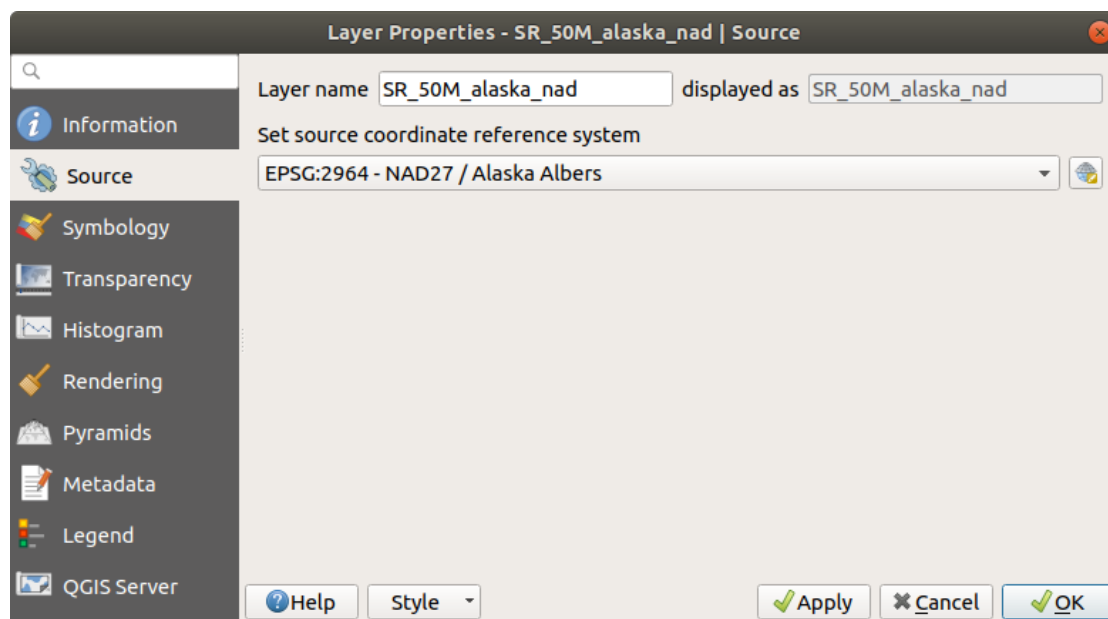 Layer Properties - SR_50M_alaska_nad | Source
Layer name SR_50M_alaska_nad displayed as SR_50M_alaska_nad
Set source coordinate reference system
EPSG:2964 - NAD27 / Alaska Albers
Information
Source
Symbology
Transparency
Histogram
Rendering
Pyramids
Metadata
Legend
QGIS Server
Help Style Apply Cancel OK